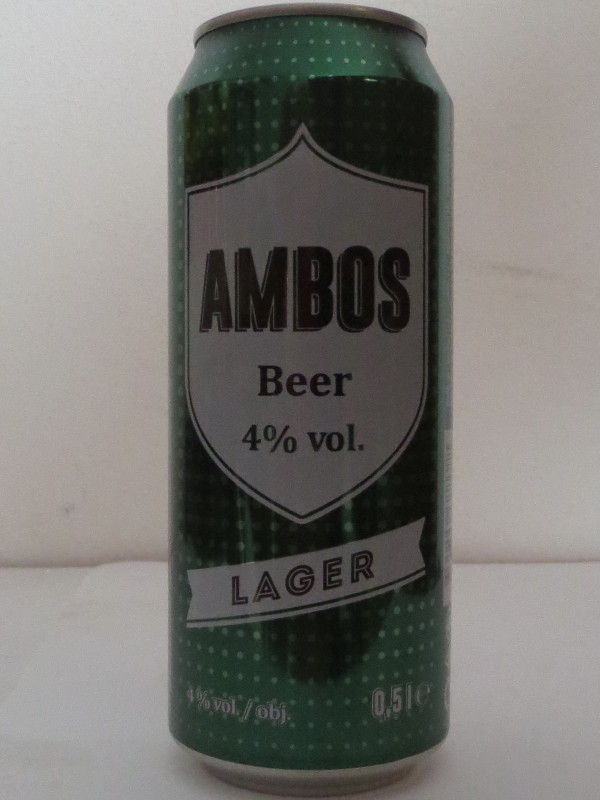 AMBOS
Beer
4% vol.
LAGER
4% vol. / obj. 0,5 l e